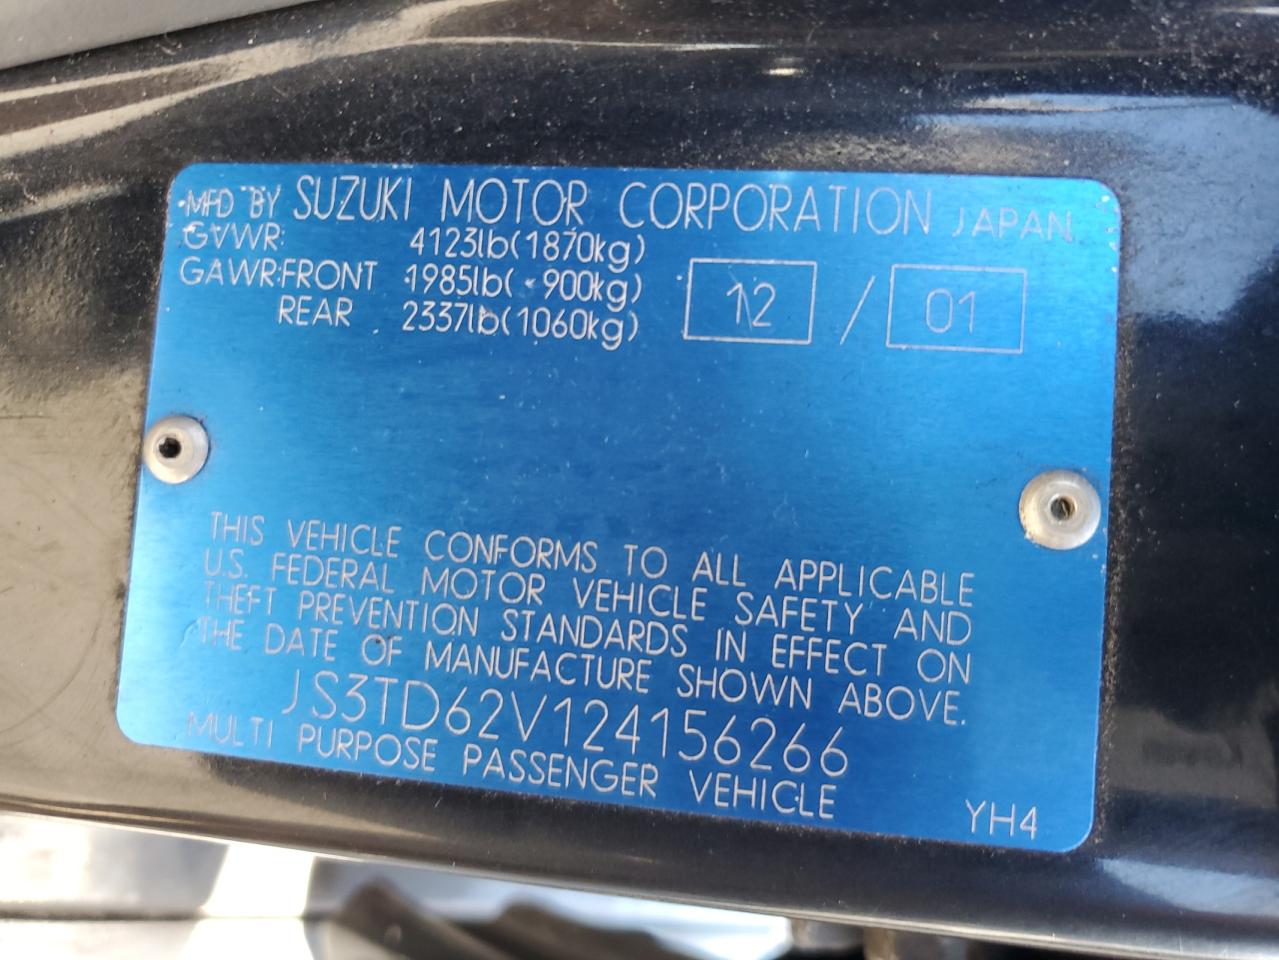 MFD BY SUZUKI MOTOR CORPORATION JAPAN
GVWR: 4123lb(1870kg)
GAWR:FRONT 1985lb( 900kg)
REAR 2337lb(1060kg)
12 / 01
THIS VEHICLE CONFORMS TO ALL APPLICABLE
U.S. FEDERAL MOTOR VEHICLE SAFETY AND
THEFT PREVENTION STANDARDS IN EFFECT ON
THE DATE OF MANUFACTURE SHOWN ABOVE.
JS3TD62V124156266
MULTI PURPOSE PASSENGER VEHICLE
YH4